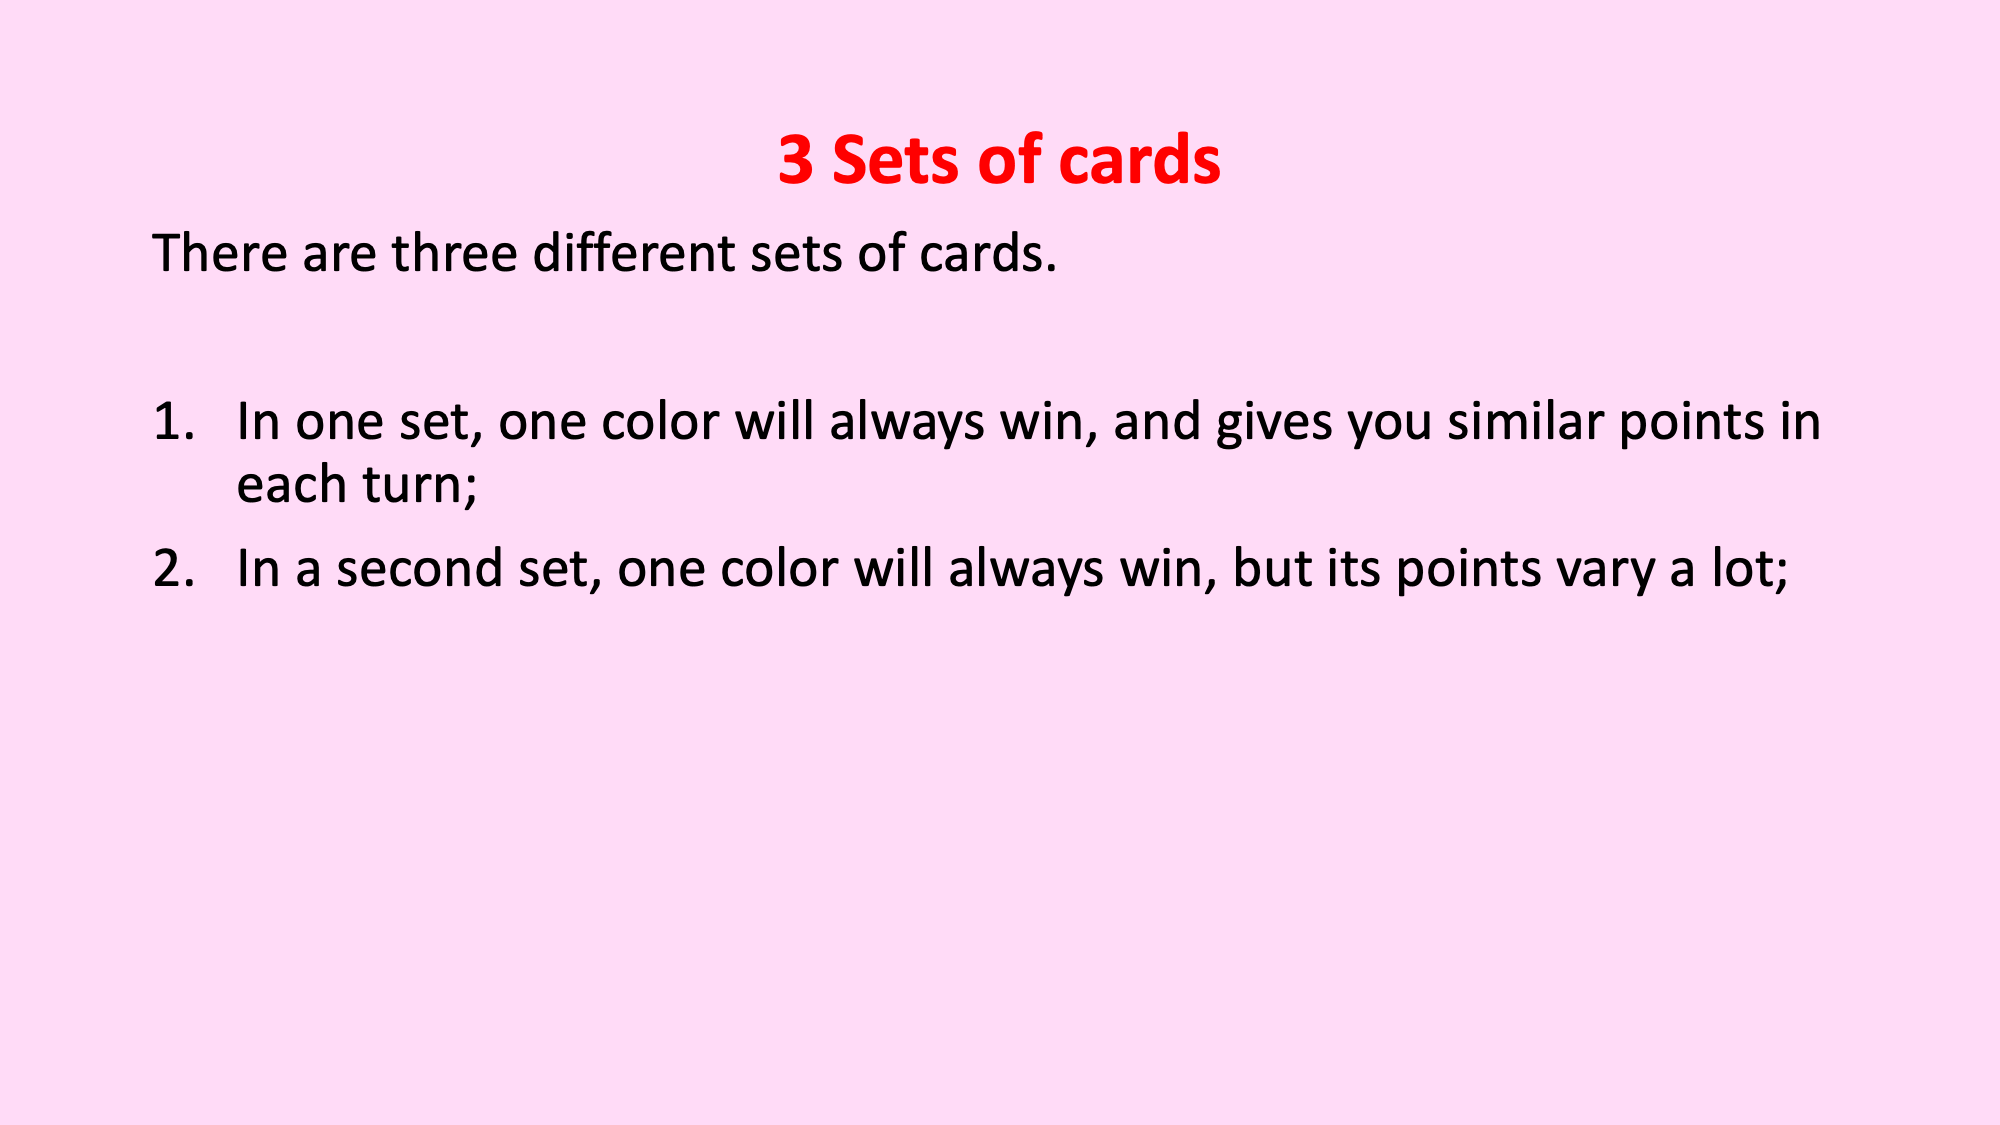 3 Sets of cards
There are three different sets of cards.
1. In one set, one color will always win, and gives you similar points in
each turn;
2. In a second set, one color will always win, but its points vary a lot;